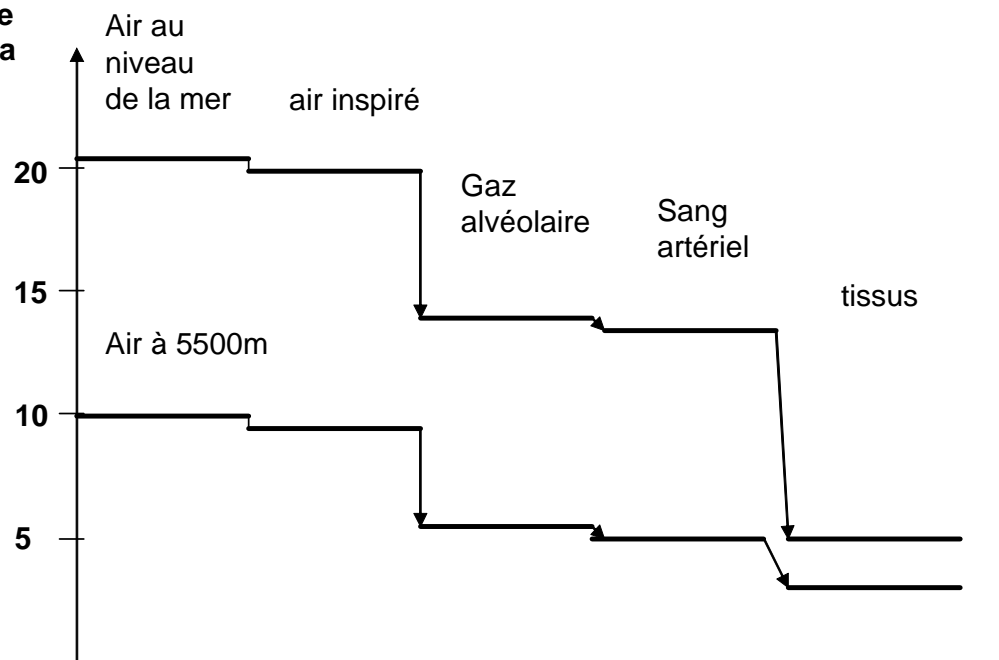 Air au
niveau
de la mer
air inspiré
20
Gaz
alvéolaire
Sang
artériel
15
tissus
Air à 5500m
10
5